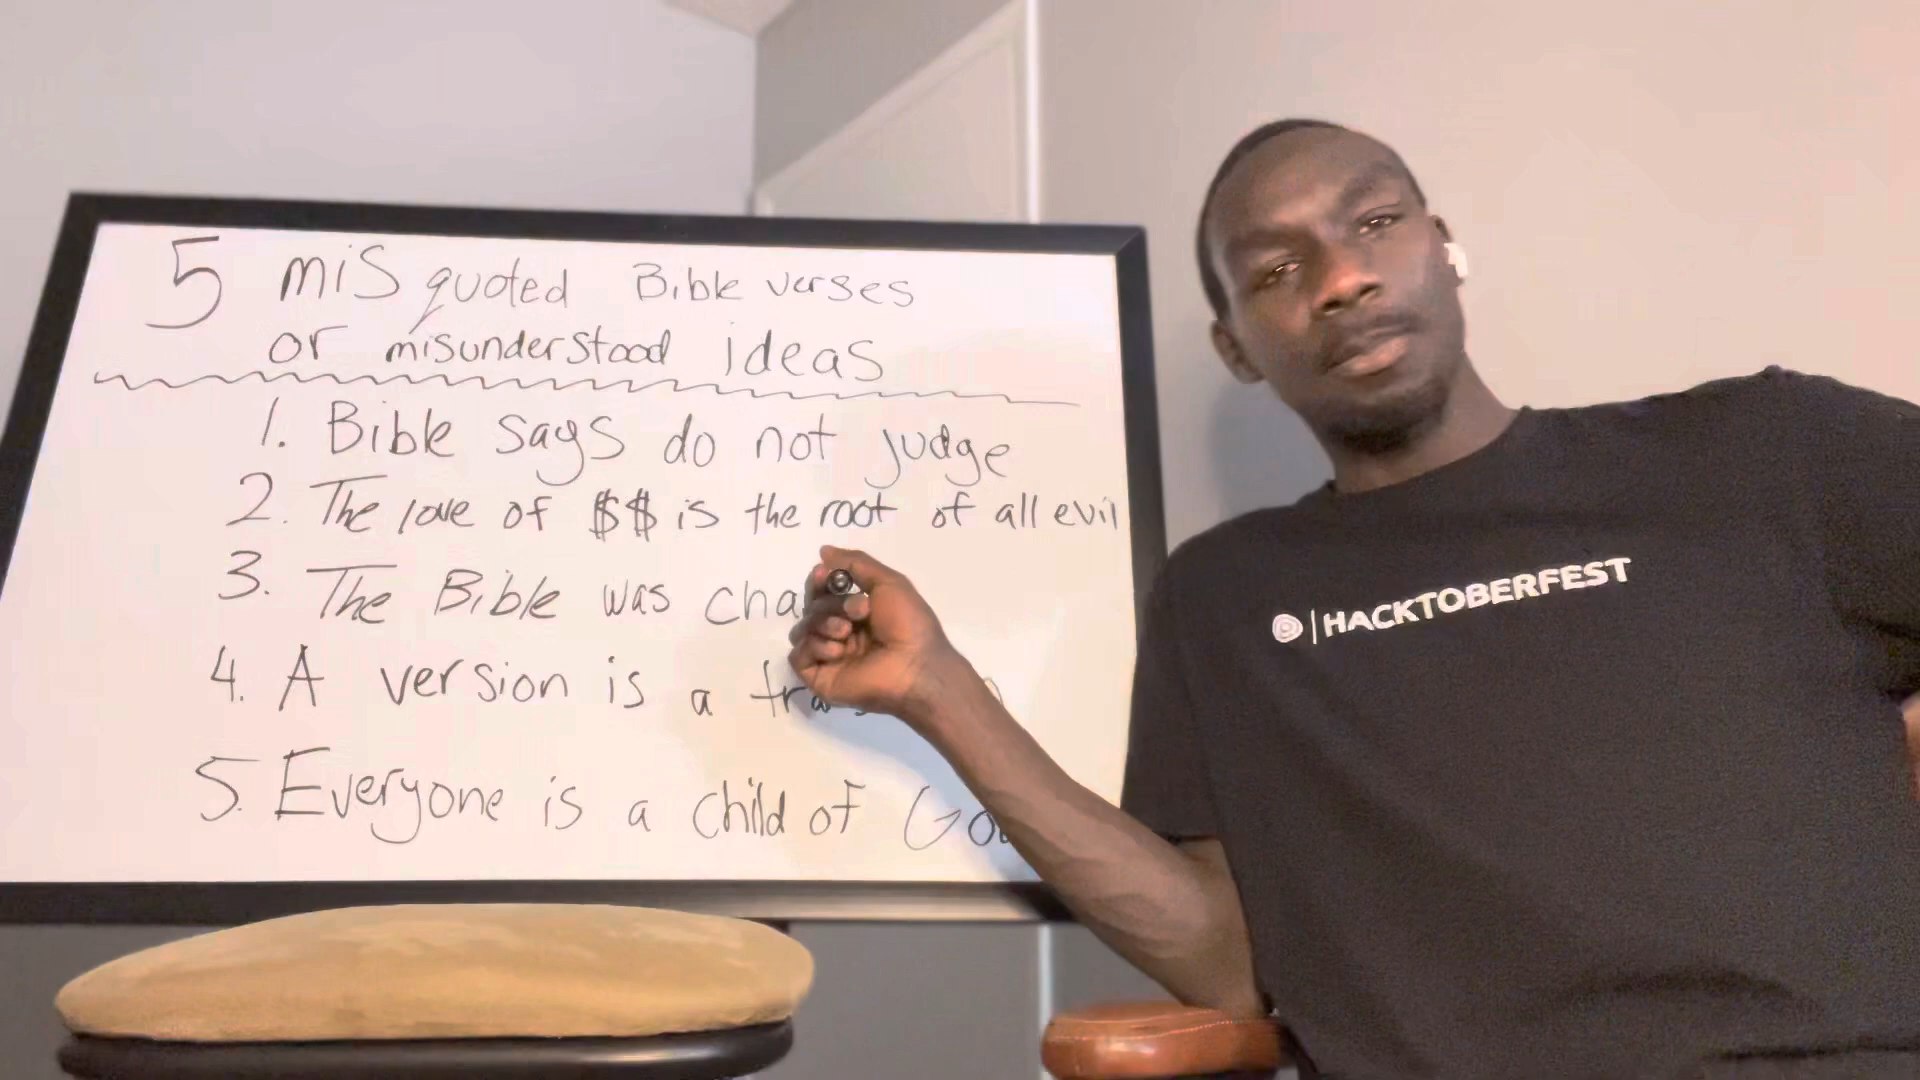 5 misquoted Bible verses
or misunderstood ideas
1. Bible says do not judge
2. The love of $$ is the root of all evil
3. The Bible was
4. A version is a
5. Everyone is a child of
HACKTOBERFEST